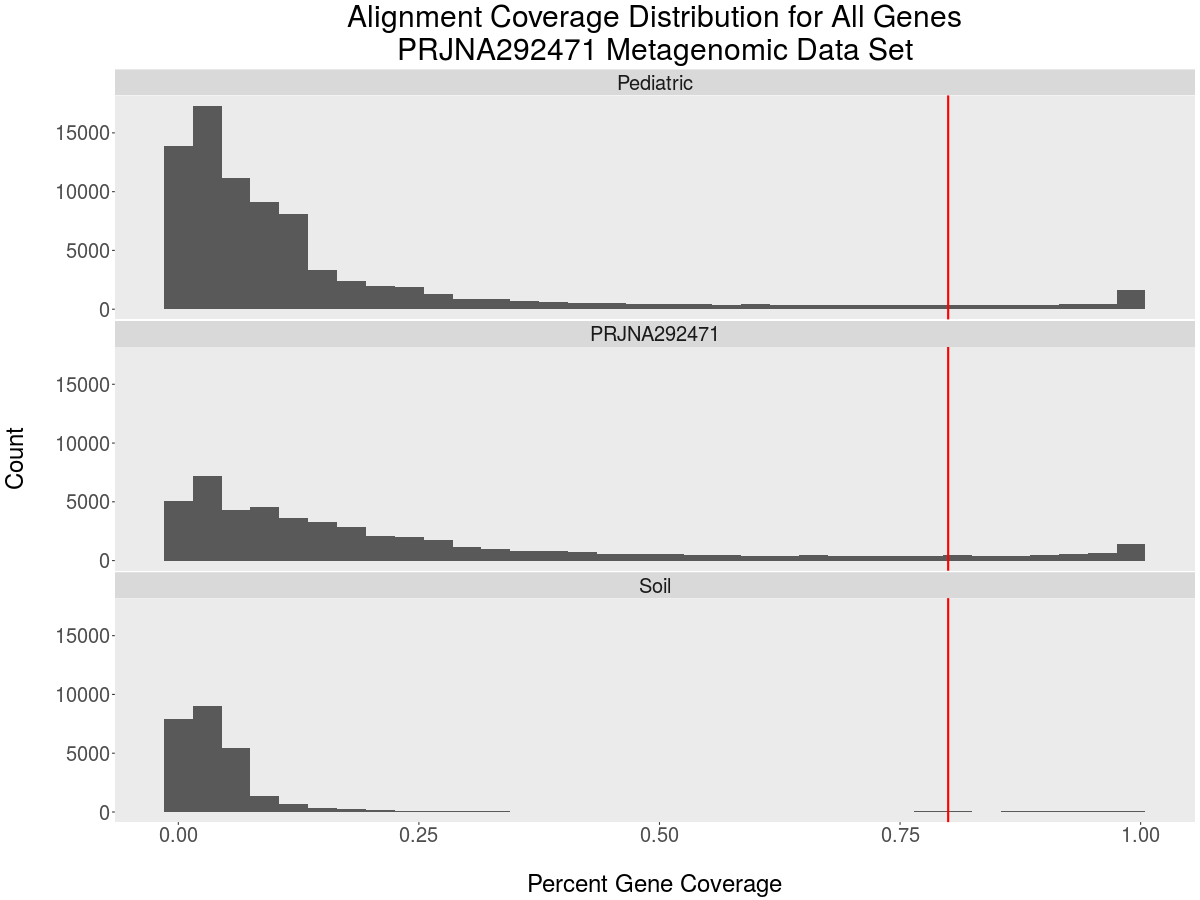 Alignment Coverage Distribution for All Genes
PRJNA292471 Metagenomic Data Set
Pediatric
15000
10000
5000
0
PRJNA292471
15000
10000
5000
0
Count
Soil
15000
10000
5000
0
0.00 0.25 0.50 0.75 1.00
Percent Gene Coverage